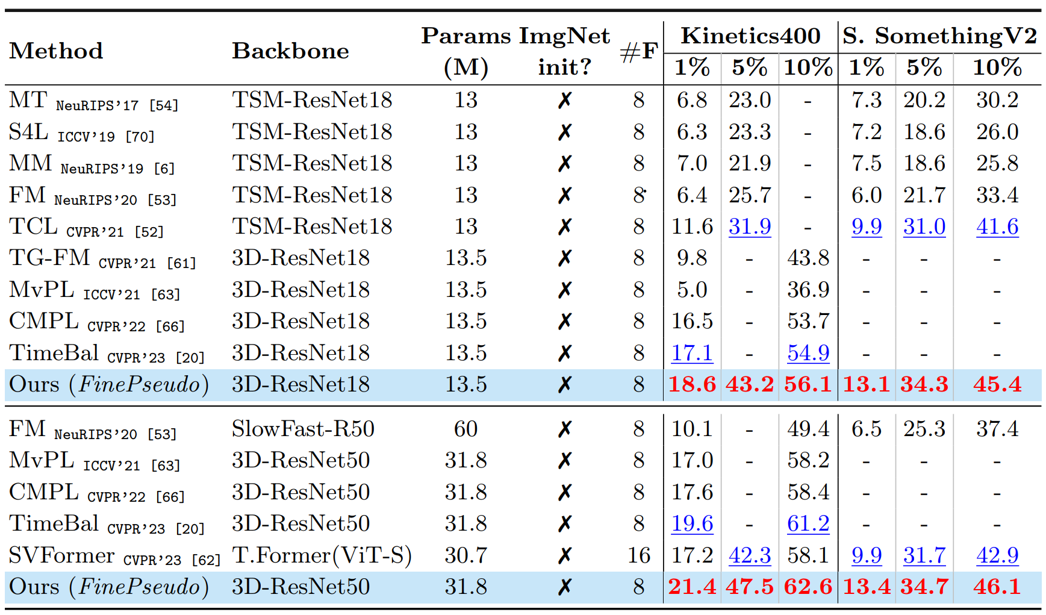 Method Backbone Params (M) ImgNet init? #F Kinetics400 S. SomethingV2
1% 5% 10% 1% 5% 10%
MT NeuRIPS'17 [54] TSM-ResNet18 13 ✗ 8 6.8 23.0 - 7.3 20.2 30.2
S4L ICCV'19 [70] TSM-ResNet18 13 ✗ 8 6.3 23.3 - 7.2 18.6 26.0
MM NeuRIPS'19 [6] TSM-ResNet18 13 ✗ 8 7.0 21.9 - 7.5 18.6 25.8
FM NeuRIPS'20 [53] TSM-ResNet18 13 ✗ 8 6.4 25.7 - 6.0 21.7 33.4
TCL CVPR'21 [52] TSM-ResNet18 13 ✗ 8 11.6 31.9 - 9.9 31.0 41.6
TG-FM CVPR'21 [61] 3D-ResNet18 13.5 ✗ 8 9.8 - 43.8 - - -
MvPL ICCV'21 [63] 3D-ResNet18 13.5 ✗ 8 5.0 - 36.9 - - -
CMPL CVPR'22 [66] 3D-ResNet18 13.5 ✗ 8 16.5 - 53.7 - - -
TimeBal CVPR'23 [20] 3D-ResNet18 13.5 ✗ 8 17.1 - 54.9 - - -
Ours (FinePseudo) 3D-ResNet18 13.5 ✗ 8 18.6 43.2 56.1 13.1 34.3 45.4
FM NeuRIPS'20 [53] SlowFast-R50 60 ✗ 8 10.1 - 49.4 6.5 25.3 37.4
MvPL ICCV'21 [63] 3D-ResNet50 31.8 ✗ 8 17.0 - 58.2 - - -
CMPL CVPR'22 [66] 3D-ResNet50 31.8 ✗ 8 17.6 - 58.4 - - -
TimeBal CVPR'23 [20] 3D-ResNet50 31.8 ✗ 8 19.6 - 61.2 - - -
SVFormer CVPR'23 [62] T.Former(ViT-S) 30.7 ✗ 16 17.2 42.3 58.1 9.9 31.7 42.9
Ours (FinePseudo) 3D-ResNet50 31.8 ✗ 8 21.4 47.5 62.6 13.4 34.7 46.1